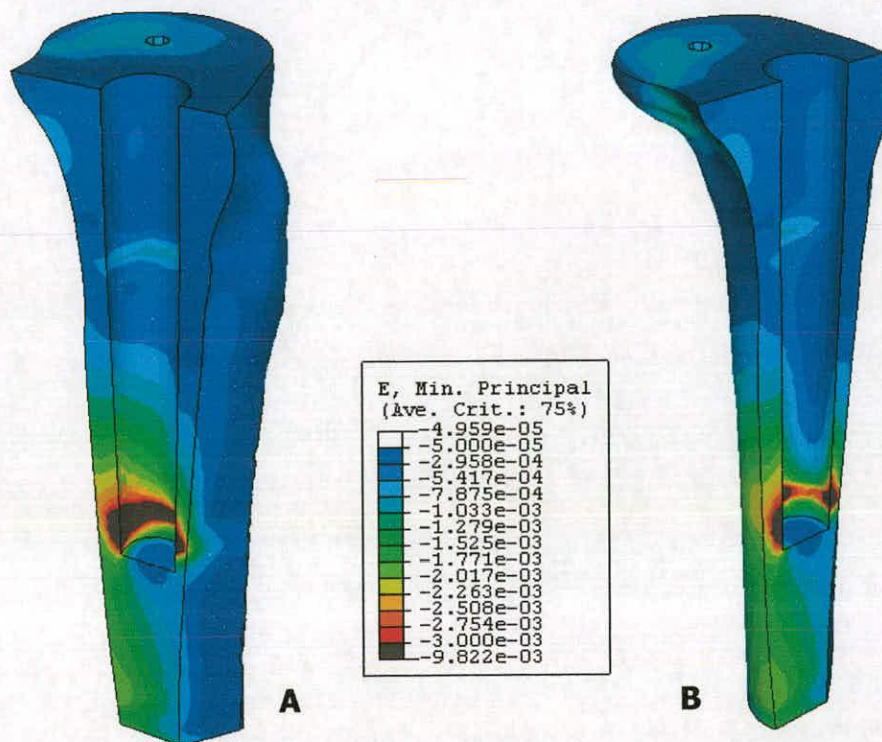 E, Min. Principal
(Ave. Crit.: 75%)
-4.959e-05
-5.000e-05
-2.958e-04
-5.417e-04
-7.875e-04
-1.033e-03
-1.279e-03
-1.525e-03
-1.771e-03
-2.017e-03
-2.263e-03
-2.508e-03
-2.754e-03
-3.000e-03
-9.822e-03
A
B